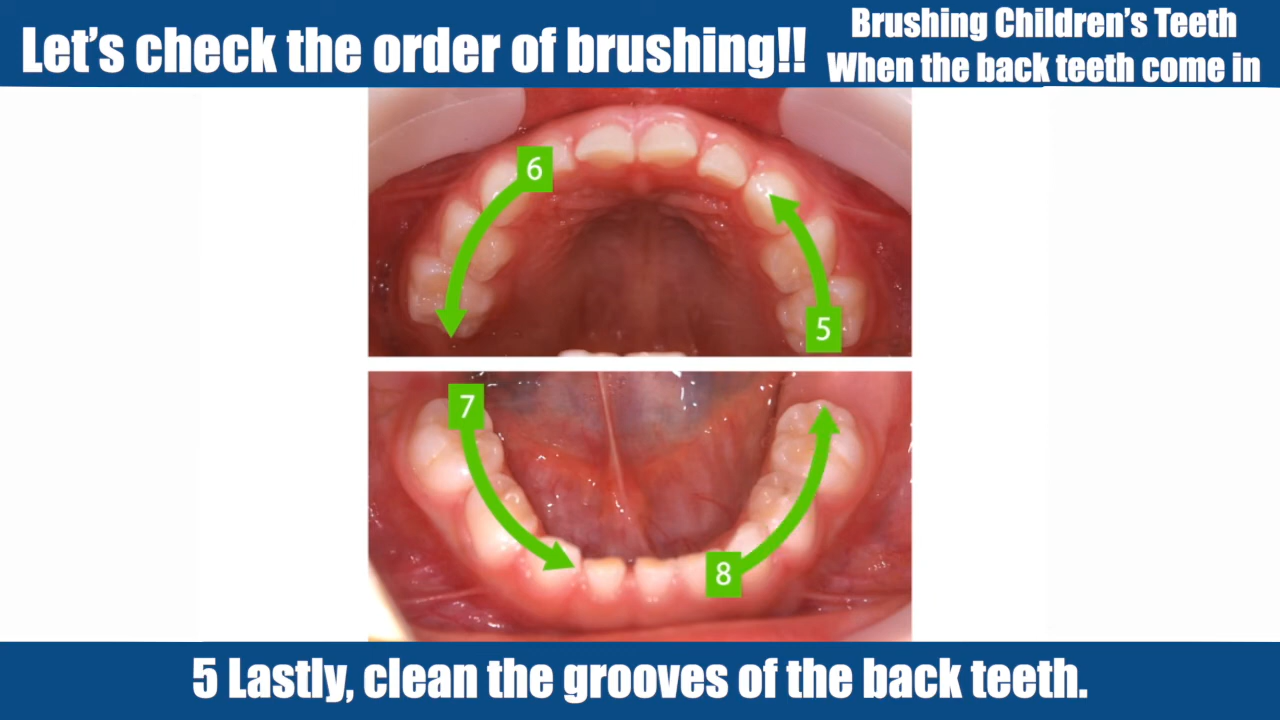 Let's check the order of brushing!!
Brushing Children's Teeth
When the back teeth come in
6
5
7
8
5 Lastly, clean the grooves of the back teeth.